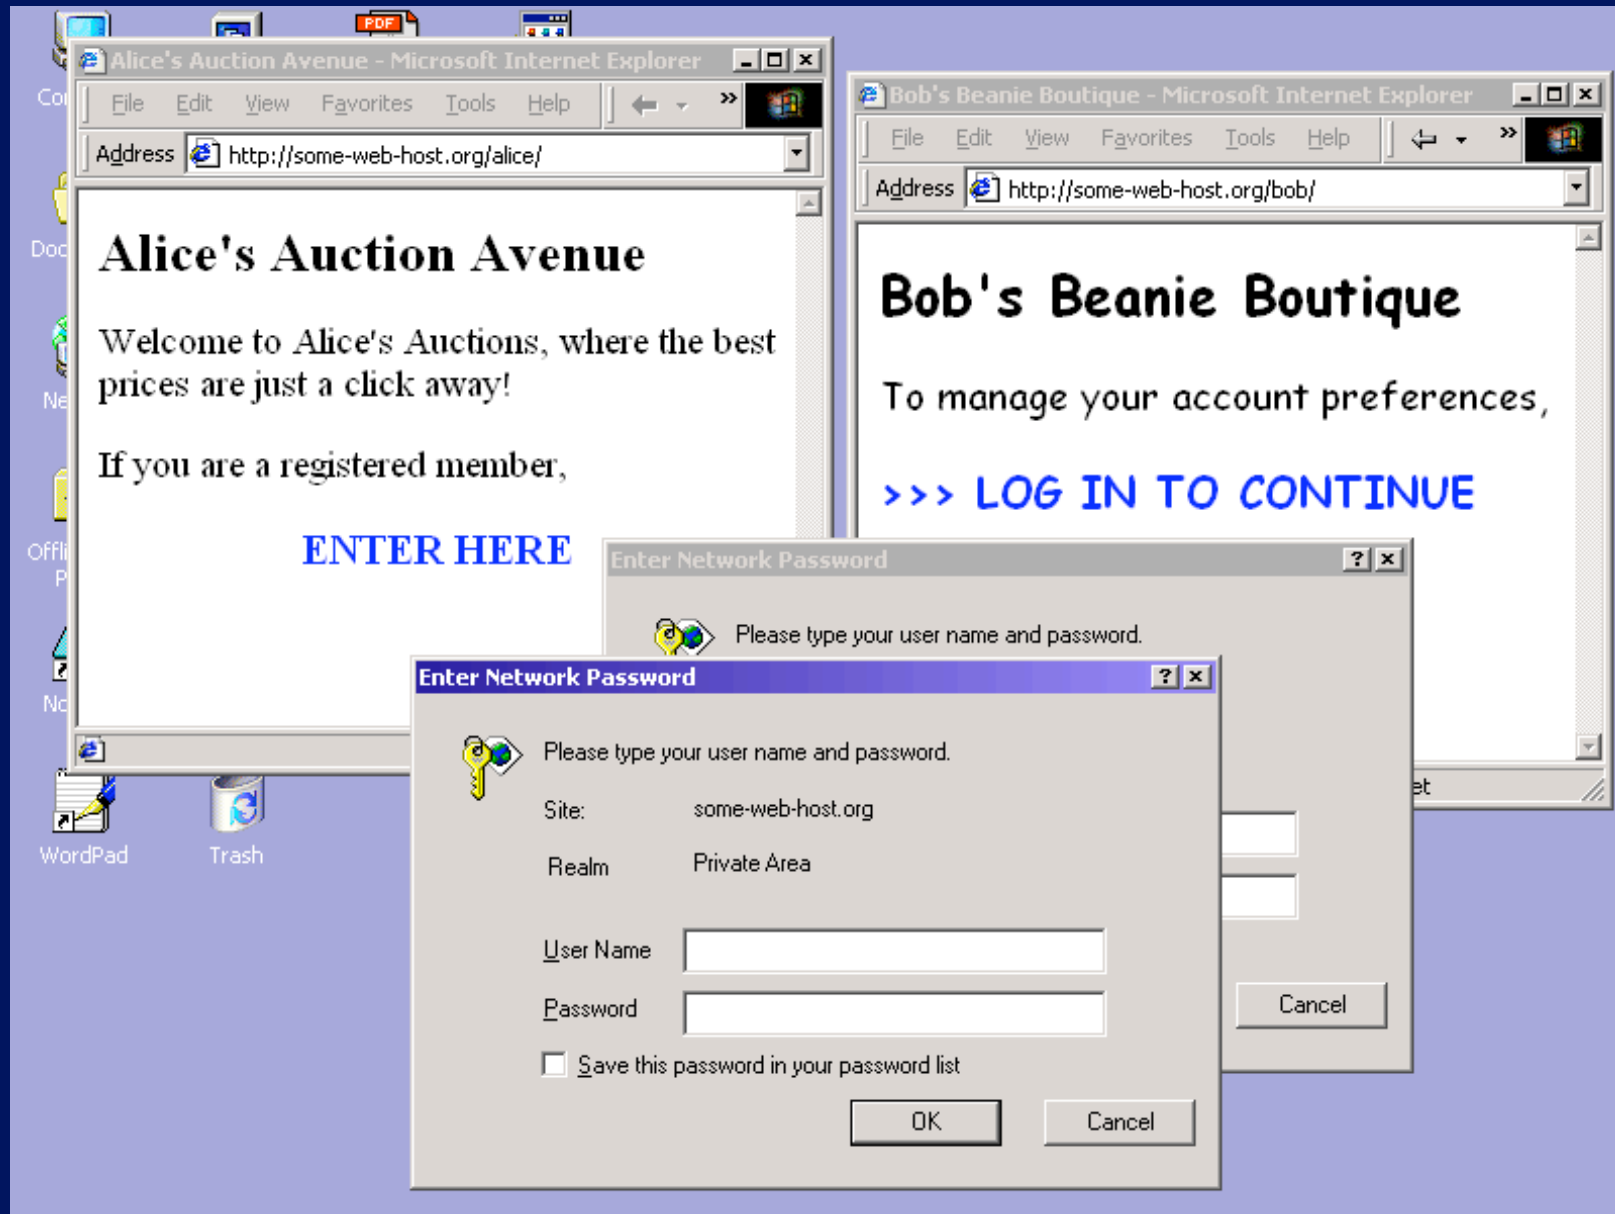 PDF
Alice's Auction Avenue - Microsoft Internet Explorer
File Edit View Favorites Tools Help »
Address http://some-web-host.org/alice/
Alice's Auction Avenue
Welcome to Alice's Auctions, where the best
prices are just a click away!
If you are a registered member,
ENTER HERE
Bob's Beanie Boutique - Microsoft Internet Explorer
File Edit View Favorites Tools Help »
Address http://some-web-host.org/bob/
Bob's Beanie Boutique
To manage your account preferences,
>>> LOG IN TO CONTINUE
Enter Network Password
Please type your user name and password.
Cancel
Enter Network Password
Please type your user name and password.
Site: some-web-host.org
Realm Private Area
User Name
Password
Save this password in your password list
OK Cancel
WordPad Trash